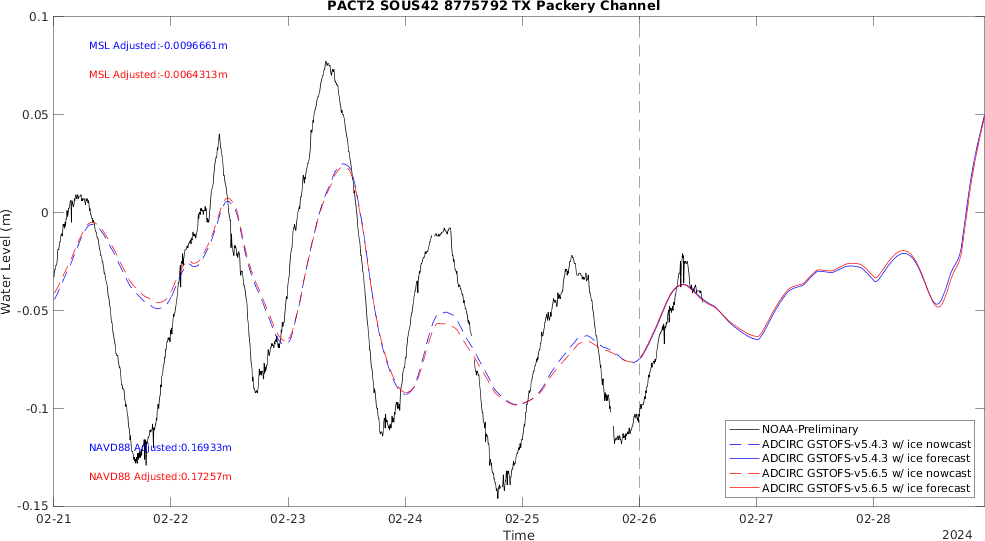 PACT2 SOUS42 8775792 TX Packery Channel
0.1
MSL Adjusted:-0.0096661m
MSL Adjusted:-0.0064313m
0.05
0
Water Level (m)
-0.05
-0.1
NAVD88 Adjusted:0.16933m
NAVD88 Adjusted:0.17257m
-0.15
NOAA-Preliminary
ADCIRC GSTOFS-v5.4.3 w/ ice nowcast
ADCIRC GSTOFS-v5.4.3 w/ ice forecast
ADCIRC GSTOFS-v5.6.5 w/ ice nowcast
ADCIRC GSTOFS-v5.6.5 w/ ice forecast
02-21 02-22 02-23 02-24 02-25 02-26 02-27 02-28
Time
2024